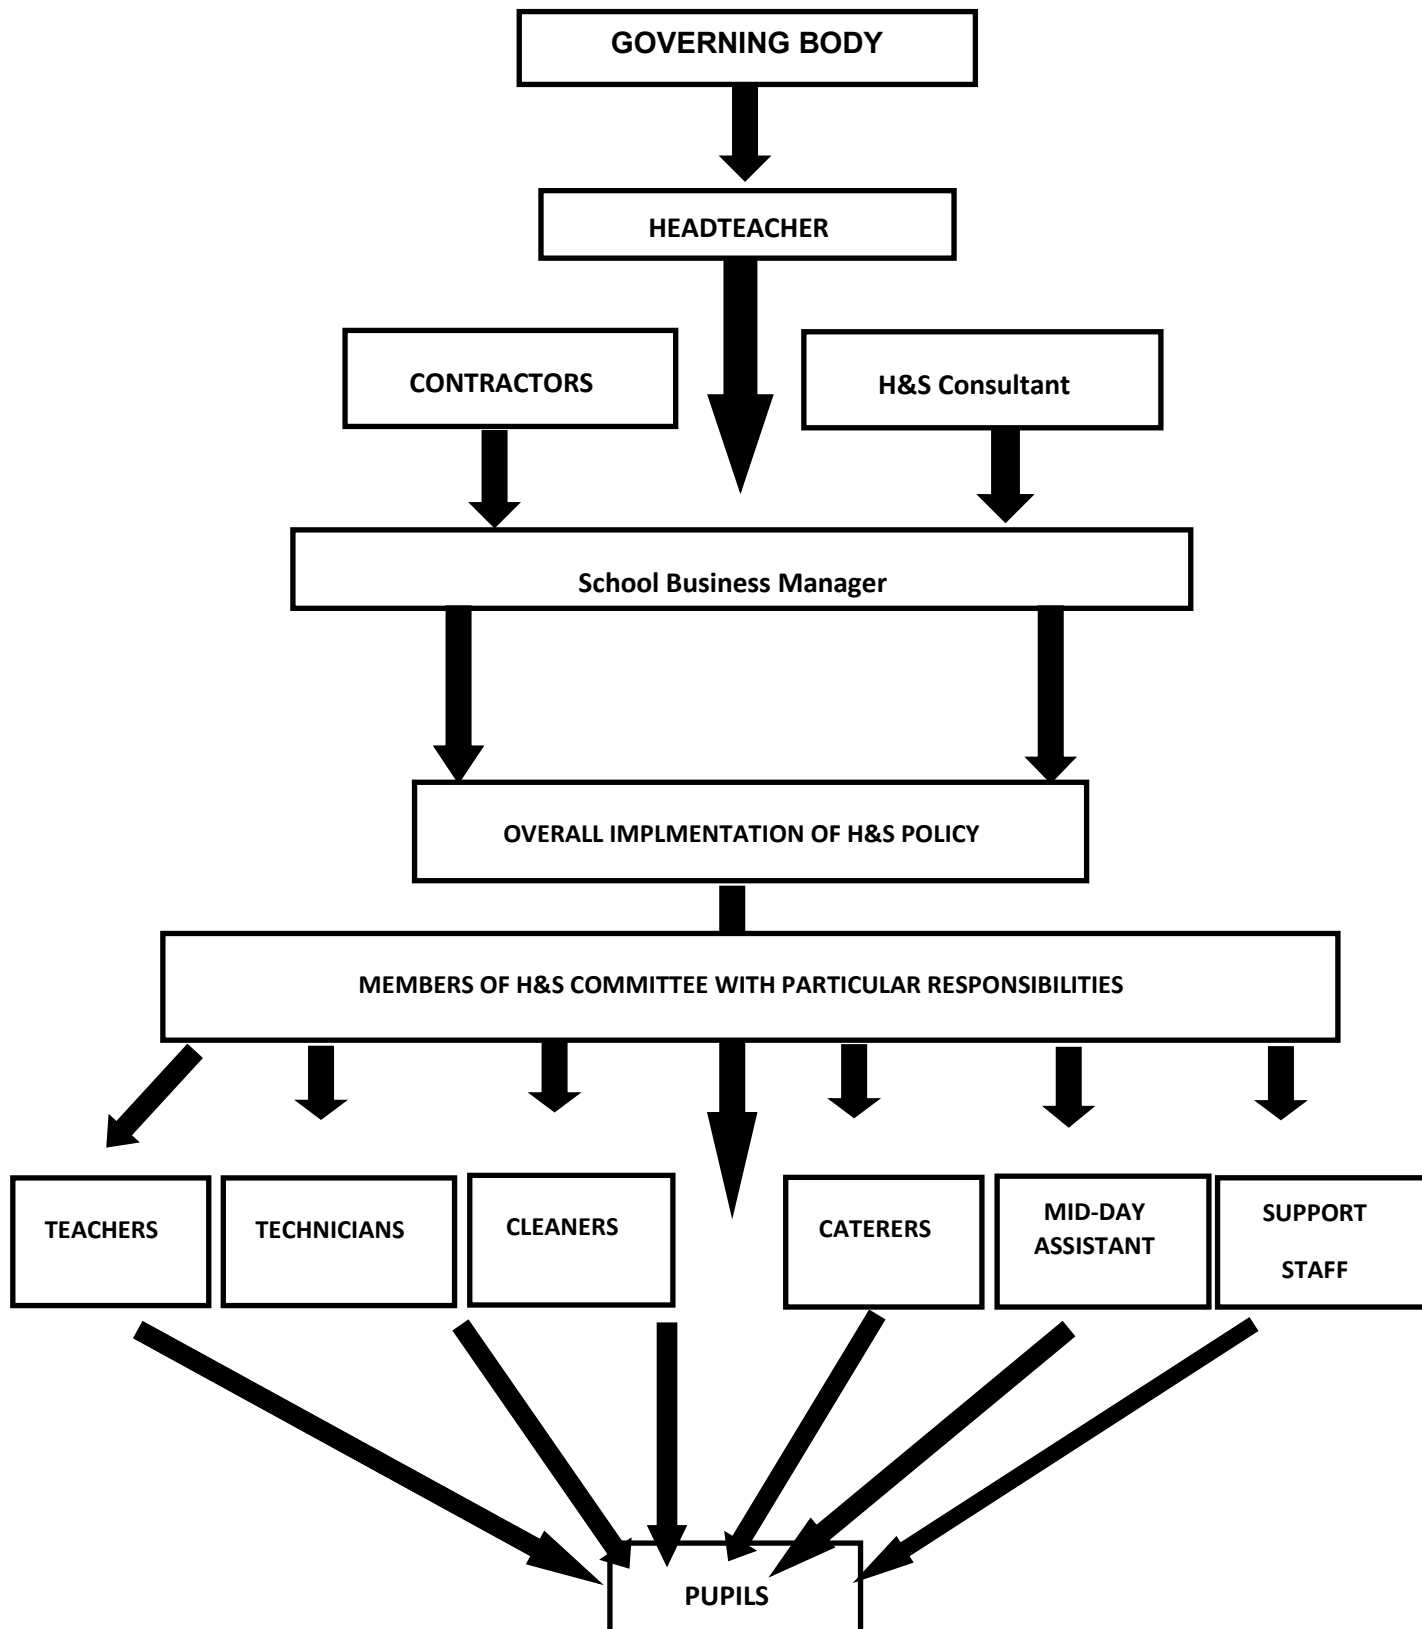 GOVERNING BODY
HEADTEACHER
CONTRACTORS
H&S Consultant
School Business Manager
OVERALL IMPLMENTATION OF H&S POLICY
MEMBERS OF H&S COMMITTEE WITH PARTICULAR RESPONSIBILITIES
TEACHERS
TECHNICIANS
CLEANERS
CATERERS
MID-DAY
ASSISTANT
SUPPORT
STAFF
PUPILS